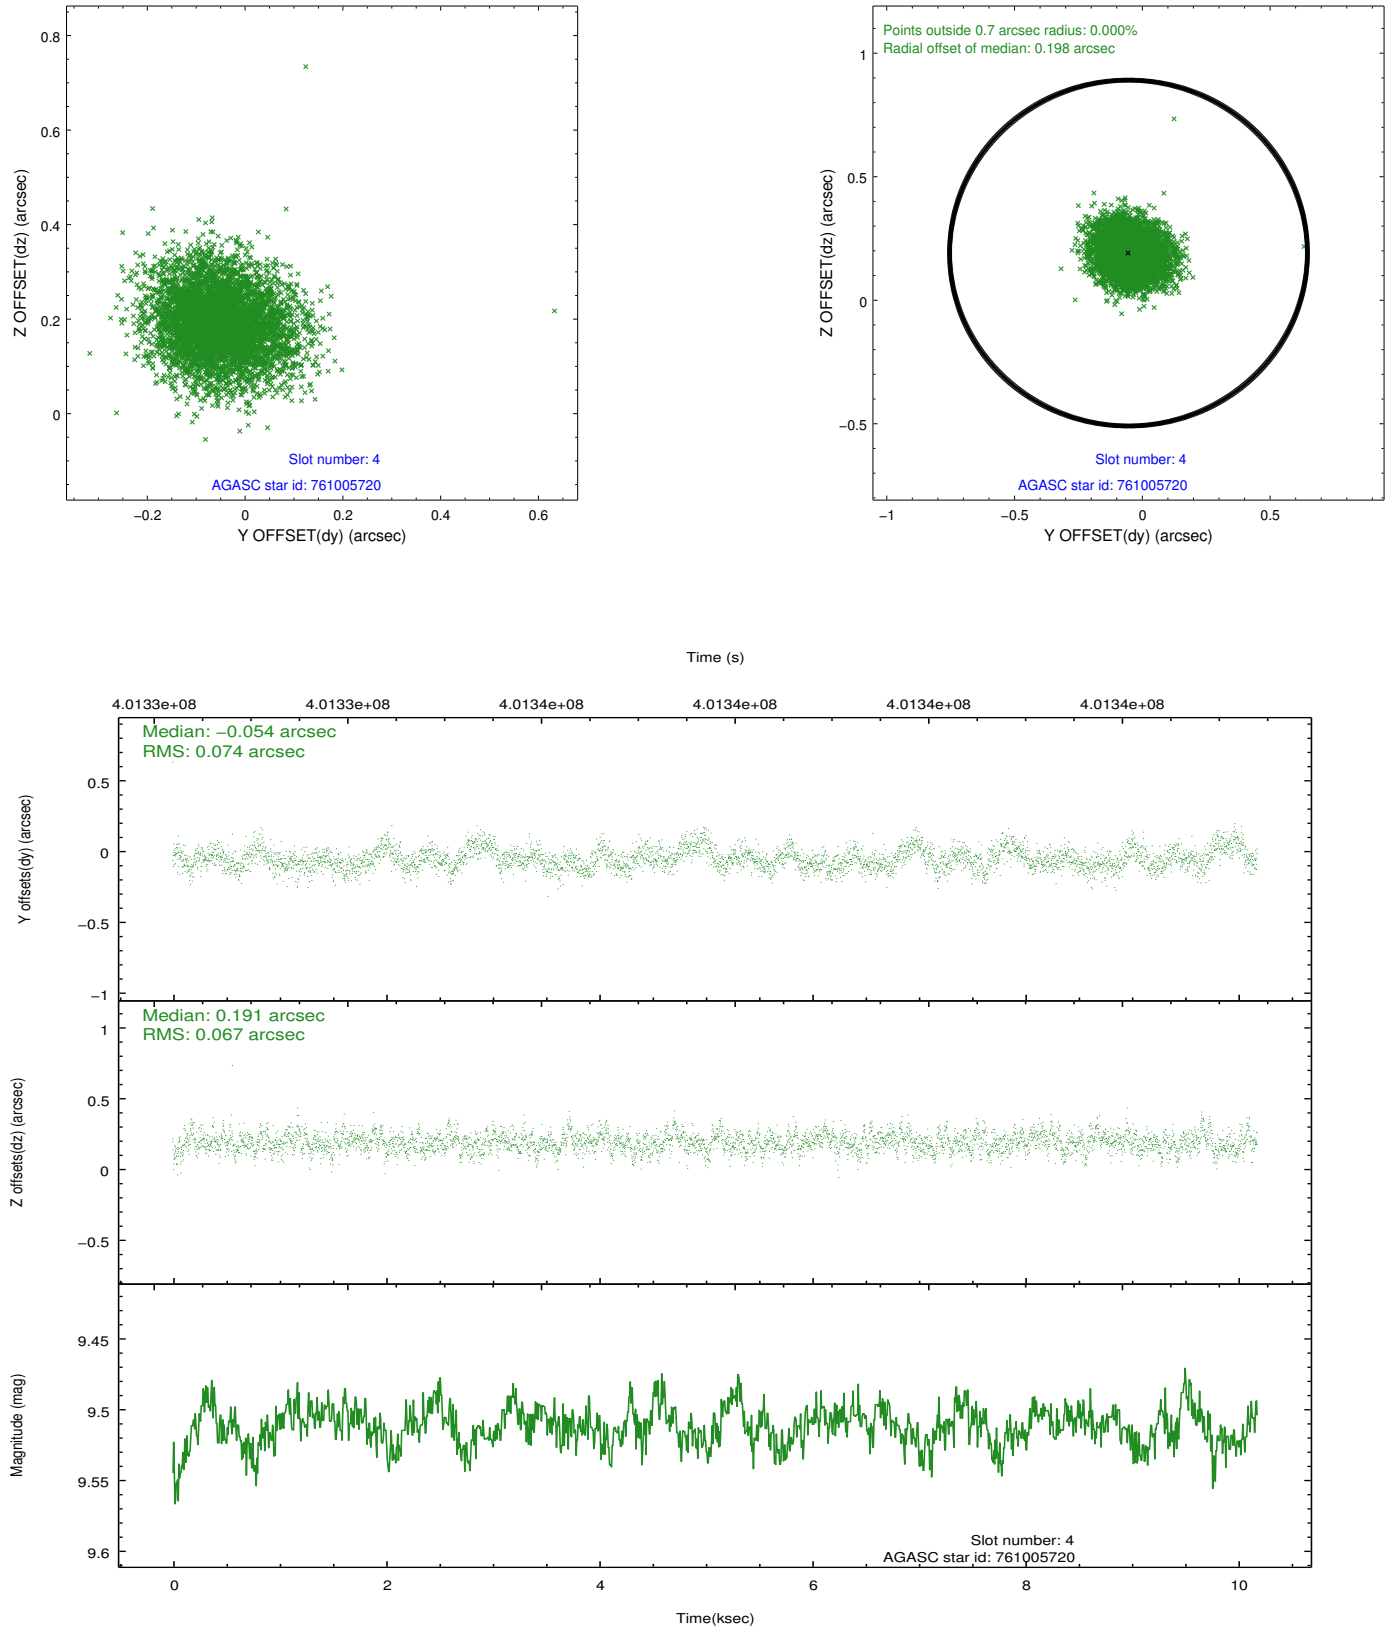 0.8
0.6
0.4
0.2
0
Z OFFSET(dz) (arcsec)
Slot number: 4
AGASC star id: 761005720
−0.2 0 0.2 0.4 0.6
Y OFFSET(dy) (arcsec)
Points outside 0.7 arcsec radius: 0.000%
Radial offset of median: 0.198 arcsec
1
0.5
0
−0.5
Z OFFSET(dz) (arcsec)
Slot number: 4
AGASC star id: 761005720
−1 −0.5 0 0.5
Y OFFSET(dy) (arcsec)
Time (s)
4.0133e+08 4.0133e+08 4.0134e+08 4.0134e+08 4.0134e+08 4.0134e+08
Median: −0.054 arcsec
RMS: 0.074 arcsec
0.5
0
−0.5
−1
Y offsets(dy) (arcsec)
Median: 0.191 arcsec
RMS: 0.067 arcsec
1
0.5
0
−0.5
Z offsets(dz) (arcsec)
9.45
9.5
9.55
9.6
Magnitude (mag)
Slot number: 4
AGASC star id: 761005720
0 2 4 6 8 10
Time(ksec)